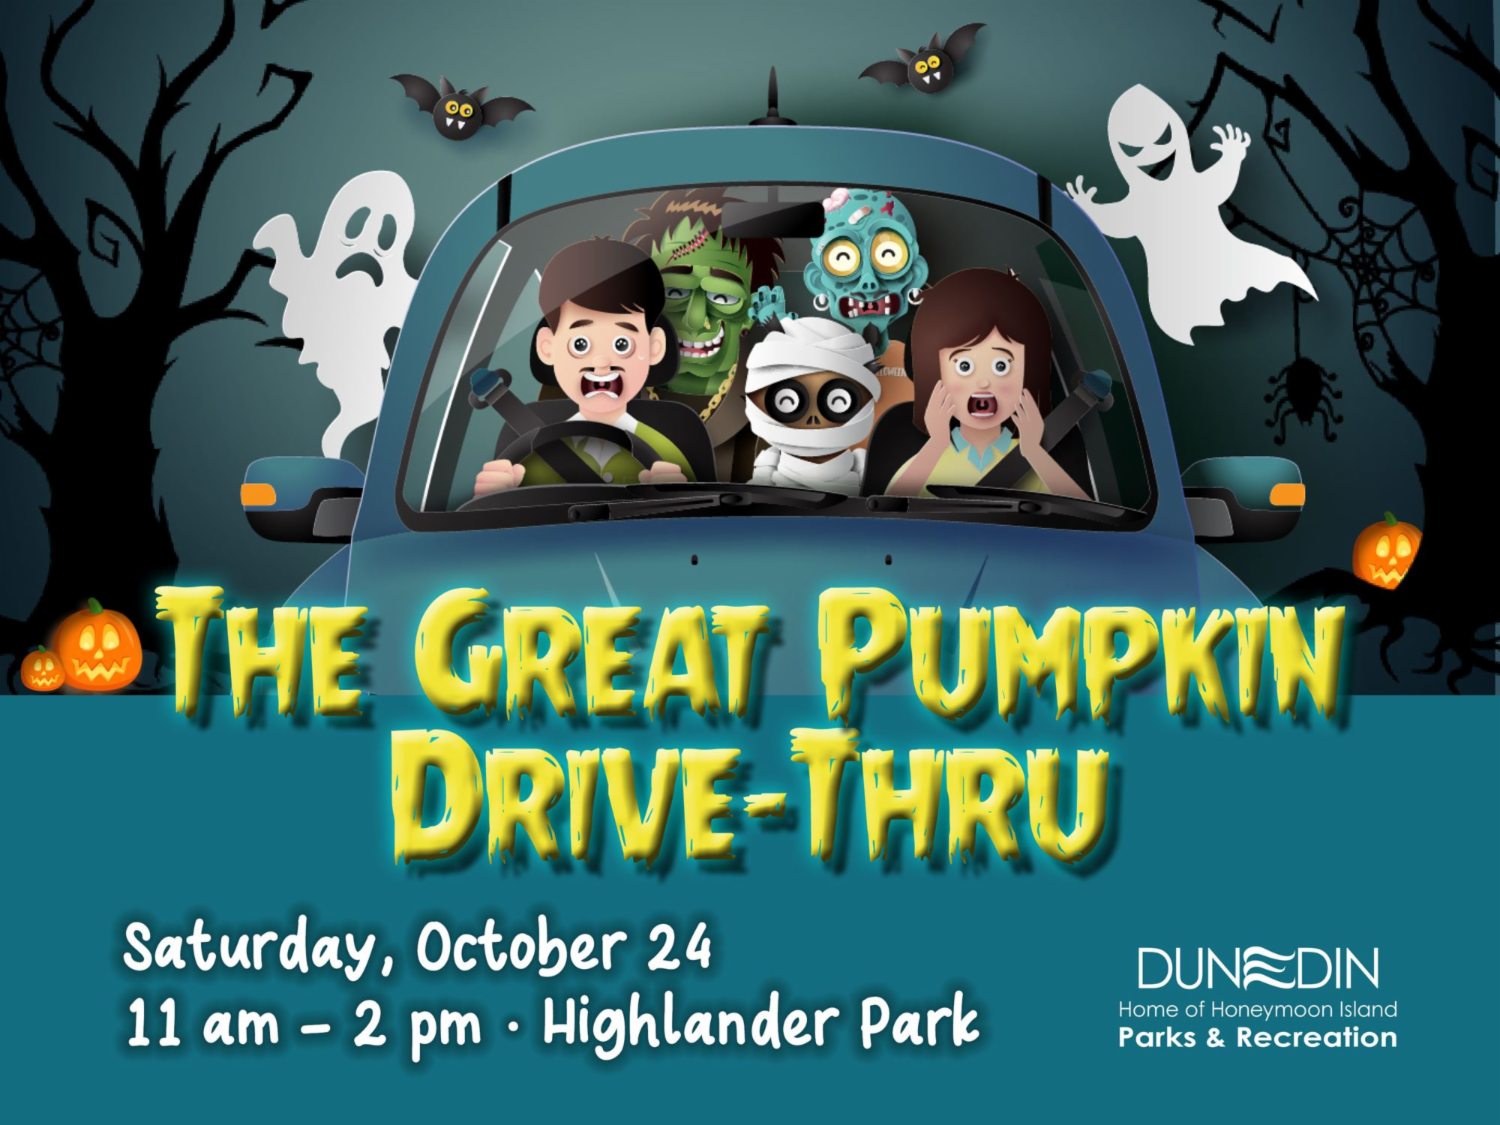 The Great Pumpkin
Drive-Thru
Saturday, October 24
11 am – 2 pm · Highlander Park
DUNEDIN
Home of Honeymoon Island
Parks & Recreation